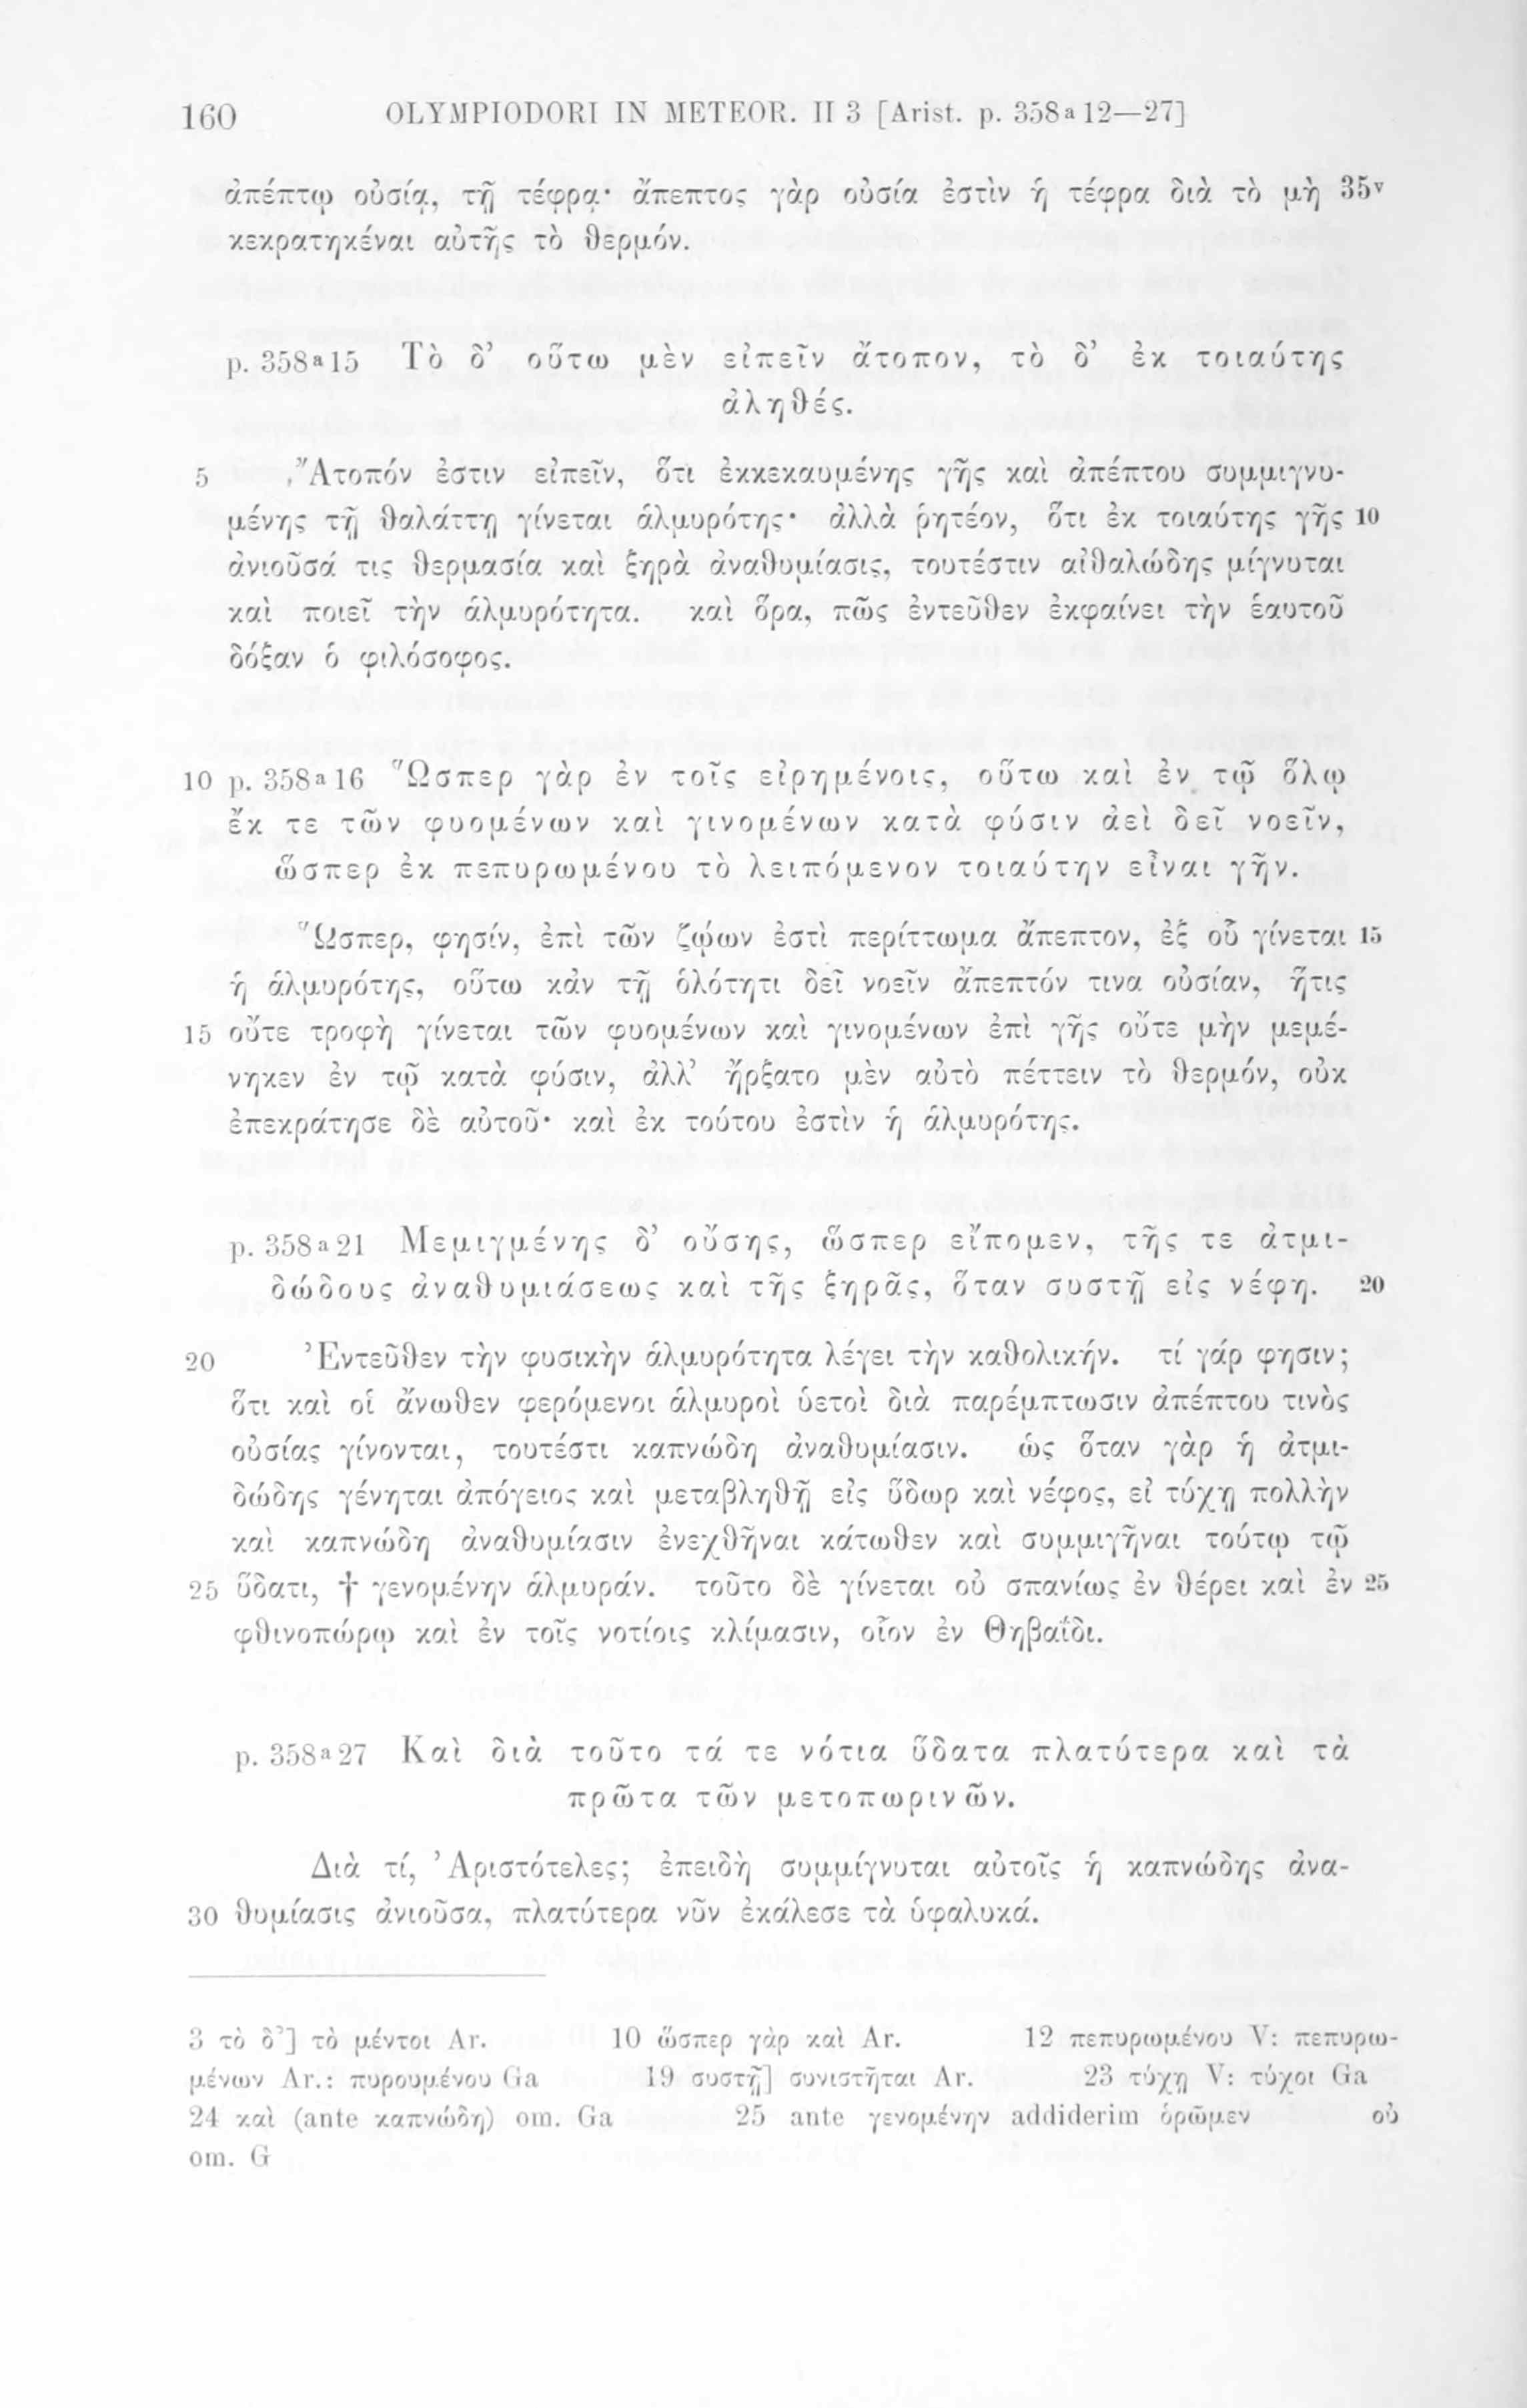 160 OLYMPIODORI IN METEOR. II 3 [Arist. p. 358a 12—27]
ἀπέπτῳ οὐσίᾳ, τῇ τέφρᾳ· ἄπεπτος γὰρ οὐσία ἐστὶν ἡ τέφρα διὰ τὸ μὴ 35v
κεκρατηκέναι αὐτῆς τὸ θερμόν.
p. 358a15 Τὸ δ’ οὕτω μὲν εἰπεῖν ἄτοπον, τὸ δ’ ἐκ τοιαύτης
ἀληθές.
5 Ἄτοπόν ἐστιν εἰπεῖν, ὅτι ἐκκεκαυμένης γῆς καὶ ἀπέπτου συμμιγνυ-
μένης τῇ θαλάττῃ γίνεται ἁλμυρότης· ἀλλὰ ῥητέον, ὅτι ἐκ τοιαύτης γῆς 10
ἀνιοῦσά τις θερμασία καὶ ξηρὰ ἀναθυμίασις, τουτέστιν αἰθαλώδης μίγνυται
καὶ ποιεῖ τὴν ἁλμυρότητα. καὶ ὅρα, πῶς ἐντεῦθεν ἐκφαίνει τὴν ἑαυτοῦ
δόξαν ὁ φιλόσοφος.
10 p. 358a16 Ὥσπερ γὰρ ἐν τοῖς εἰρημένοις, οὕτω καὶ ἐν τῷ ὅλῳ
ἔκ τε τῶν φυομένων καὶ γινομένων κατὰ φύσιν ἀεὶ δεῖ νοεῖν,
ὥσπερ ἐκ πεπυρωμένου τὸ λειπόμενον τοιαύτην εἶναι γῆν.
Ὥσπερ, φησίν, ἐπὶ τῶν ζῴων ἐστὶ περίττωμα ἄπεπτον, ἐξ οὗ γίνεται 15
ἡ ἁλμυρότης, οὕτω κἀν τῇ ὁλότητι δεῖ νοεῖν ἄπεπτόν τινα οὐσίαν, ἥτις
15 οὔτε τροφὴ γίνεται τῶν φυομένων καὶ γινομένων ἐπὶ γῆς οὔτε μὴν μεμέ-
νηκεν ἐν τῷ κατὰ φύσιν, ἀλλ’ ἤρξατο μὲν αὐτὸ πέττειν τὸ θερμόν, οὐκ
ἐπεκράτησε δὲ αὐτοῦ· καὶ ἐκ τούτου ἐστὶν ἡ ἁλμυρότης.
p. 358a21 Μεμιγμένης δ’ οὔσης, ὥσπερ εἴπομεν, τῆς τε ἀτμι-
δώδους ἀναθυμιάσεως καὶ τῆς ξηρᾶς, ὅταν συστῇ εἰς νέφη. 20
20 Ἐντεῦθεν τὴν φυσικὴν ἁλμυρότητα λέγει τὴν καθολικήν. τί γάρ φησιν;
ὅτι καὶ οἱ ἄνωθεν φερόμενοι ἁλμυροὶ ὑετοὶ διὰ παρέμπτωσιν ἀπέπτου τινὸς
οὐσίας γίνονται, τουτέστι καπνώδη ἀναθυμίασιν. ὡς ὅταν γὰρ ἡ ἀτμι-
δώδης γένηται ἀπόγειος καὶ μεταβληθῇ εἰς ὕδωρ καὶ νέφος, εἰ τύχῃ πολλὴν
καὶ καπνώδη ἀναθυμίασιν ἐνεχθῆναι κάτωθεν καὶ συμμιγῆναι τούτῳ τῷ
25 ὕδατι, † γενομένην ἁλμυράν. τοῦτο δὲ γίνεται οὐ σπανίως ἐν θέρει καὶ ἐν 25
φθινοπώρῳ καὶ ἐν τοῖς νοτίοις κλίμασιν, οἷον ἐν Θηβαΐδι.
p. 358a27 Καὶ διὰ τοῦτο τά τε νότια ὕδατα πλατύτερα καὶ τὰ
πρῶτα τῶν μετοπωρινῶν.
Διὰ τί, Ἀριστότελες; ἐπειδὴ συμμίγνυται αὐτοῖς ἡ καπνώδης ἀνα-
30 θυμίασις ἀνιοῦσα, πλατύτερα νῦν ἐκάλεσε τὰ ὑφαλυκά.
3 τὸ δ’] τὸ μέντοι Ar. 10 ὥσπερ γὰρ καὶ Ar. 12 πεπυρωμένου V: πεπυρω-
μένων Ar.: πυρουμένου Ga 19 συστῇ] συνιστῆται Ar. 23 τύχῃ V: τύχοι Ga
24 καὶ (ante καπνώδη) om. Ga 25 ante γενομένην addiderim ὁρῶμεν οὐ
om. G